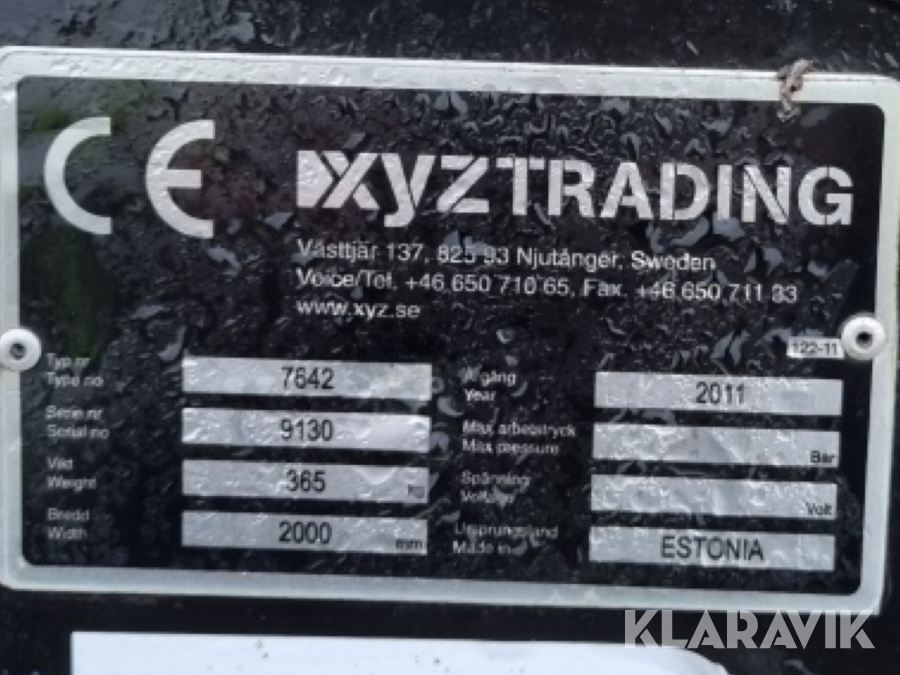 CE
XYZTRADING
Västtjär 137, 825 93 Njutånger, Sweden
Voice/Tel. +46 650 710 65, Fax. +46 650 711 33
www.xyz.se
122-11
Typ nr
Type no
7642
Årgång
Year
2011
Serie nr
Serial no
9130
Max arbetstryck
Max pressure
Bar
Vikt
Weight
365 kg
Spänning
Voltage
Volt
Bredd
Width
2000 mm
Ursprungsland
Made in
ESTONIA
KLARAVIK